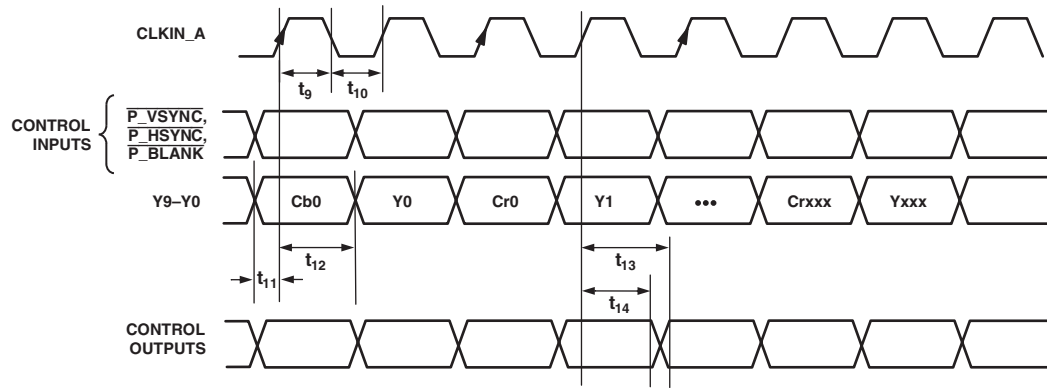 CLKIN_A
t9 t10
CONTROL
INPUTS
P_VSYNC,
P_HSYNC,
P_BLANK
Y9–Y0 Cb0 Y0 Cr0 Y1 ••• Crxxx Yxxx
t12 t13
t11
t14
CONTROL
OUTPUTS